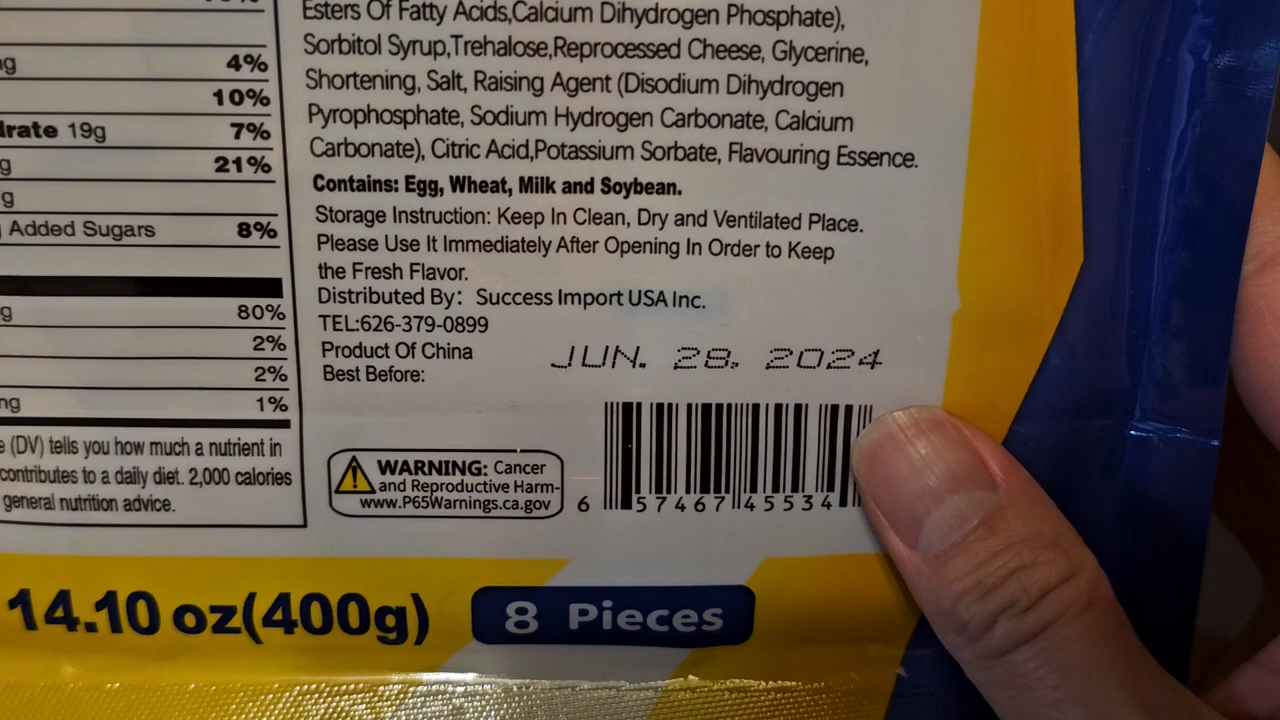 Esters Of Fatty Acids,Calcium Dihydrogen Phosphate),
Sorbitol Syrup,Trehalose,Reprocessed Cheese, Glycerine,
Shortening, Salt, Raising Agent (Disodium Dihydrogen
Pyrophosphate, Sodium Hydrogen Carbonate, Calcium
Carbonate), Citric Acid,Potassium Sorbate, Flavouring Essence.
Contains: Egg, Wheat, Milk and Soybean.
Storage Instruction: Keep In Clean, Dry and Ventilated Place.
Please Use It Immediately After Opening In Order to Keep
the Fresh Flavor.
Distributed By: Success Import USA Inc.
TEL:626-379-0899
Product Of China
Best Before:
JUN. 28. 2024
WARNING: Cancer
and Reproductive Harm-
www.P65Warnings.ca.gov
6 57467 45534
4%
10%
19g 7%
21%
g
Added Sugars 8%
g 80%
2%
2%
1%
(DV) tells you how much a nutrient in
contributes to a daily diet. 2,000 calories
general nutrition advice.
14.10 oz(400g)
8 Pieces